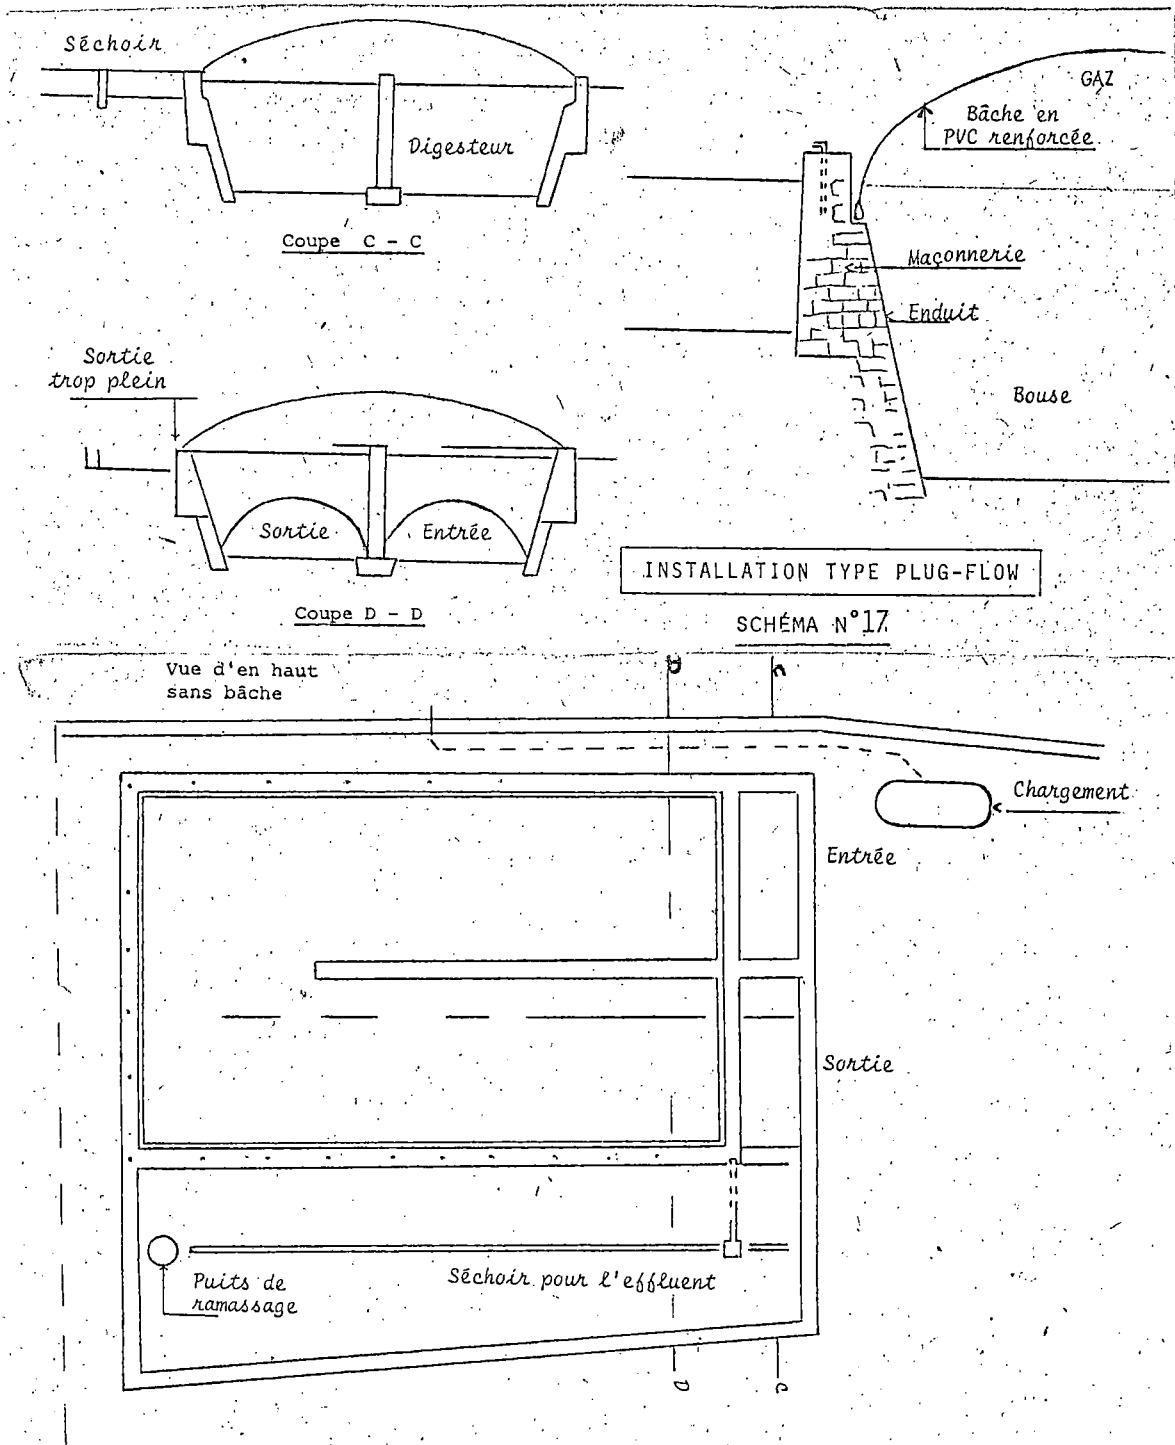 Séchoir
Digesteur
Coupe C - C
GAZ
Bâche en
PVC renforcée
Maçonnerie
Enduit
Bouse
Sortie
trop plein
Sortie
Entrée
Coupe D - D
INSTALLATION TYPE PLUG-FLOW
SCHÉMA N°17
Vue d'en haut
sans bâche
D
C
Chargement
Entrée
Sortie
Puits de
ramassage
Séchoir pour l'effluent
D
C